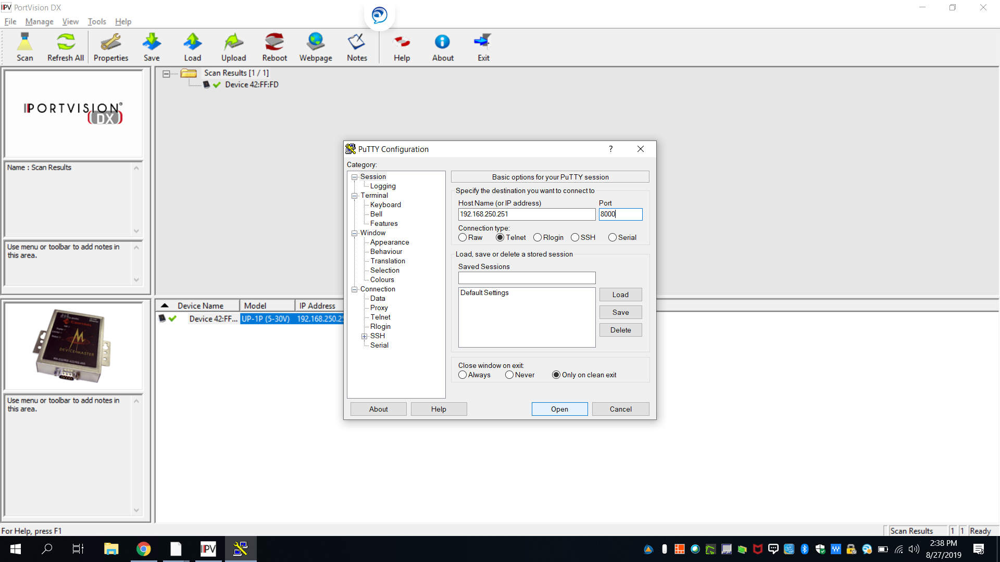 PortVision DX
File Manage View Tools Help
Scan Refresh All Properties Save Load Upload Reboot Webpage Notes Help About Exit
Scan Results [1 / 1]
Device 42:FF:FD
PORTVISION®
DX
Name : Scan Results
Use menu or toolbar to add notes in
this area.
PuTTY Configuration
?
Category:
Session
Logging
Terminal
Keyboard
Bell
Features
Window
Appearance
Behaviour
Translation
Selection
Colours
Connection
Data
Proxy
Telnet
Rlogin
SSH
Serial
Basic options for your PuTTY session
Specify the destination you want to connect to
Host Name (or IP address) Port
192.168.250.251 8000
Connection type:
Raw Telnet Rlogin SSH Serial
Load, save or delete a stored session
Saved Sessions
Default Settings
Load
Save
Delete
Close window on exit:
Always Never Only on clean exit
About Help Open Cancel
Device Name Model IP Address
Device 42:FF... UP-1P (5-30V) 192.168.250.25
COMTROL
DEVICEMASTER
Use menu or toolbar to add notes in
this area.
For Help, press F1
Scan Results 1 1 Ready
IPV
2:38 PM
8/27/2019